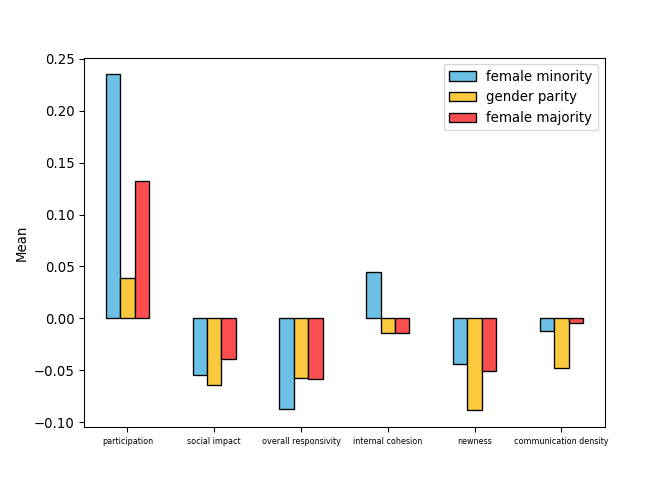 0.25
0.20
0.15
0.10
0.05
0.00
−0.05
−0.10
Mean
female minority
gender parity
female majority
participation
social impact
overall responsivity
internal cohesion
newness
communication density